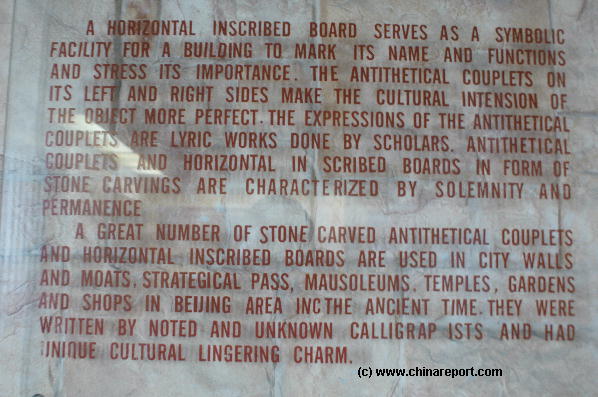 A HORIZONTAL INSCRIBED BOARD SERVES AS A SYMBOLIC
FACILITY FOR A BUILDING TO MARK ITS NAME AND FUNCTIONS
AND STRESS ITS IMPORTANCE. THE ANTITHETICAL COUPLETS ON
ITS LEFT AND RIGHT SIDES MAKE THE CULTURAL INTENSION OF
THE OBJECT MORE PERFECT. THE EXPRESSIONS OF THE ANTITHETICAL
COUPLETS ARE LYRIC WORKS DONE BY SCHOLARS. ANTITHETICAL
COUPLETS AND HORIZONTAL IN SCRIBED BOARDS IN FORM OF
STONE CARVINGS ARE CHARACTERIZED BY SOLEMNITY AND
PERMANENCE
A GREAT NUMBER OF STONE CARVED ANTITHETICAL COUPLETS
AND HORIZONTAL INSCRIBED BOARDS ARE USED IN CITY WALLS
AND MOATS. STRATEGICAL PASS, MAUSOLEUMS. TEMPLES, GARDENS
AND SHOPS IN BEIJING AREA INCTHE ANCIENT TIME. THEY WERE
WRITTEN BY NOTED AND UNKNOWN CALLIGRAP ISTS AND HAD
UNIQUE CULTURAL LINGERING CHARM.
(c) www.chinareport.com